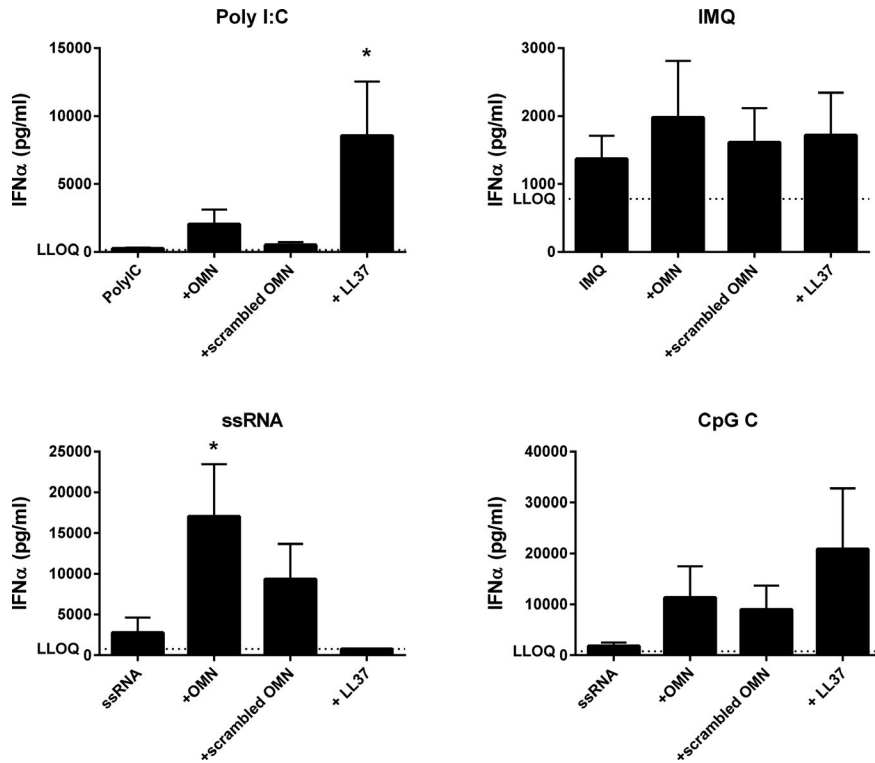 Poly I:C
IFNα (pg/ml)
15000
*
10000
5000
LLOQ
0
PolyIC
+OMN
+scrambled OMN
+ LL37
IMQ
IFNα (pg/ml)
3000
2000
1000
LLOQ
0
IMQ
+OMN
+scrambled OMN
+ LL37
ssRNA
IFNα (pg/ml)
25000
*
20000
15000
10000
5000
LLOQ
0
ssRNA
+OMN
+scrambled OMN
+ LL37
CpG C
IFNα (pg/ml)
40000
30000
20000
10000
LLOQ
0
ssRNA
+OMN
+scrambled OMN
+ LL37